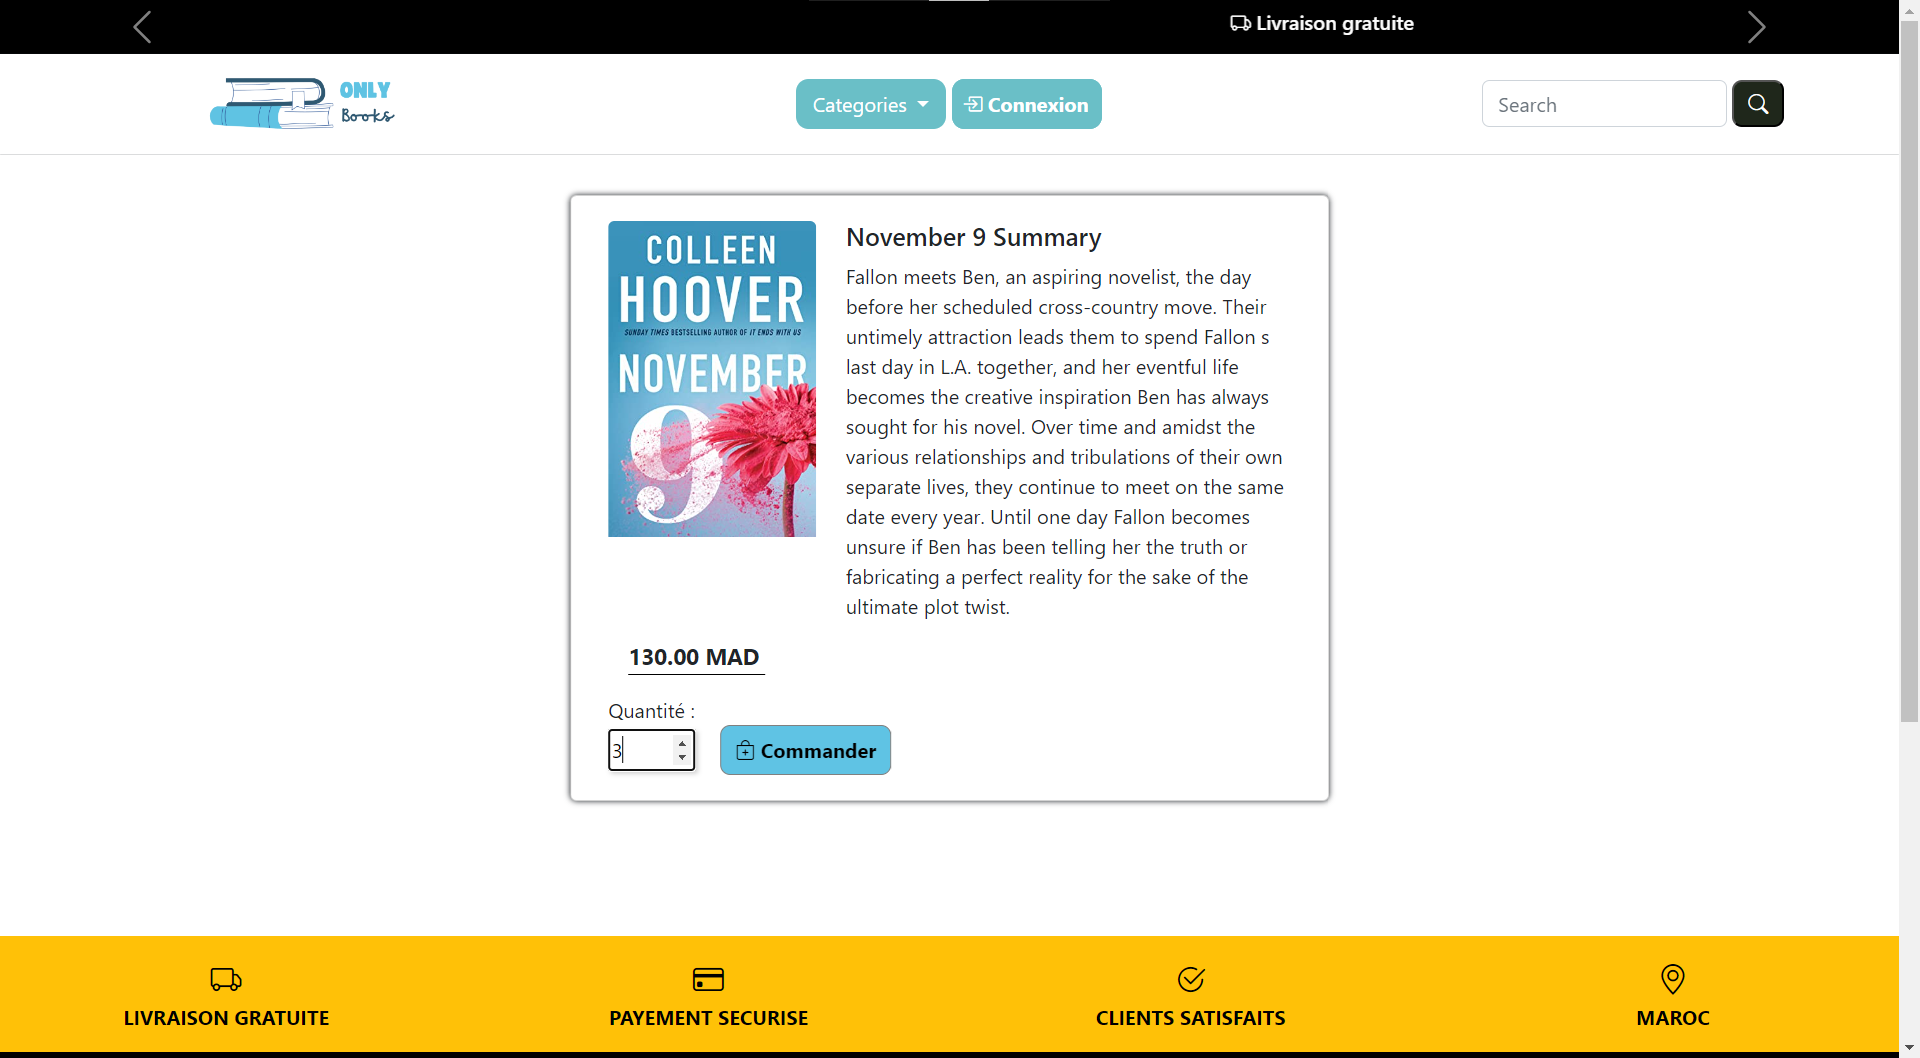 Livraison gratuite
ONLY
Books
Categories
Connexion
Search
COLLEEN
HOOVER
SUNDAY TIMES BESTSELLING AUTHOR OF IT ENDS WITH US
NOVEMBER
9
November 9 Summary
Fallon meets Ben, an aspiring novelist, the day
before her scheduled cross-country move. Their
untimely attraction leads them to spend Fallon s
last day in L.A. together, and her eventful life
becomes the creative inspiration Ben has always
sought for his novel. Over time and amidst the
various relationships and tribulations of their own
separate lives, they continue to meet on the same
date every year. Until one day Fallon becomes
unsure if Ben has been telling her the truth or
fabricating a perfect reality for the sake of the
ultimate plot twist.
130.00 MAD
Quantité :
3
Commander
LIVRAISON GRATUITE
PAYEMENT SECURISE
CLIENTS SATISFAITS
MAROC